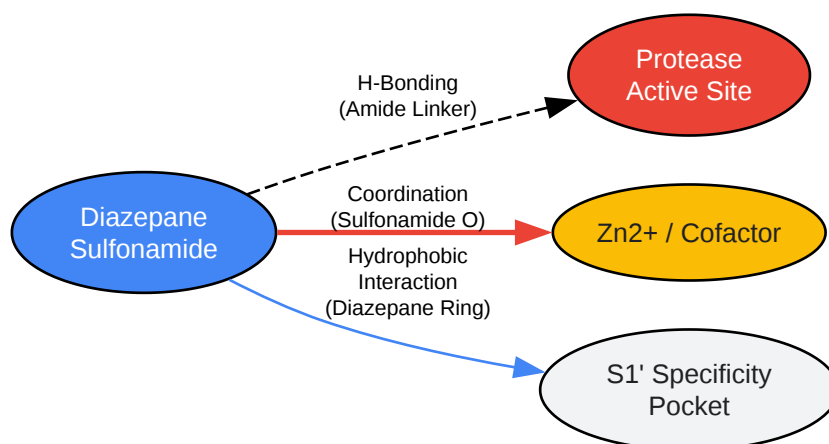 Protease
Active Site
H-Bonding
(Amide Linker)
Diazepane
Sulfonamide
Coordination
(Sulfonamide O)
Zn2+ / Cofactor
Hydrophobic
Interaction
(Diazepane Ring)
S1' Specificity
Pocket